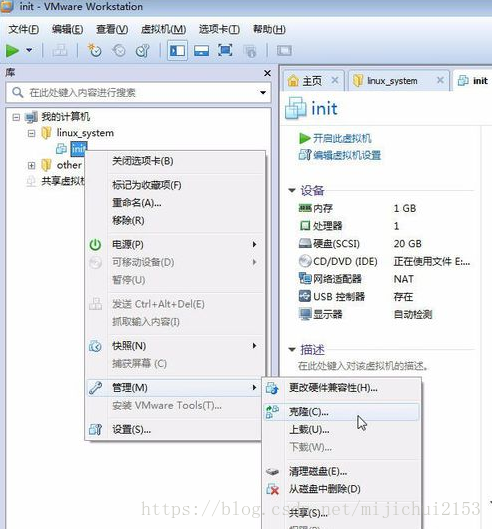 init - VMware Workstation
文件(F) 编辑(E) 查看(V) 虚拟机(M) 选项卡(T) 帮助(H)
库
在此处键入内容进行搜索
我的计算机
linux_system
init
other
共享虚拟机
关闭选项卡(B)
标记为收藏项(F)
重命名(A)...
移除(R)
电源(P)
可移动设备(D)
暂停(U)
发送 Ctrl+Alt+Del(E)
抓取输入内容(I)
快照(N)
捕获屏幕 (C)
管理(M)
安装 VMware Tools(T)...
设置(S)...
主页 linux_system init
init
开启此虚拟机
编辑虚拟机设置
设备
内存 1 GB
处理器 1
硬盘(SCSI) 20 GB
CD/DVD (IDE) 正在使用文件 E:...
网络适配器 NAT
USB 控制器 存在
显示器 自动检测
描述
在此处键入对该虚拟机的描述。
更改硬件兼容性(H)...
克隆(C)...
上载(U)...
下载(W)...
清理磁盘(E)...
从磁盘中删除(D)
共享(S)...
https://blog.csdn.net/mijichui2153